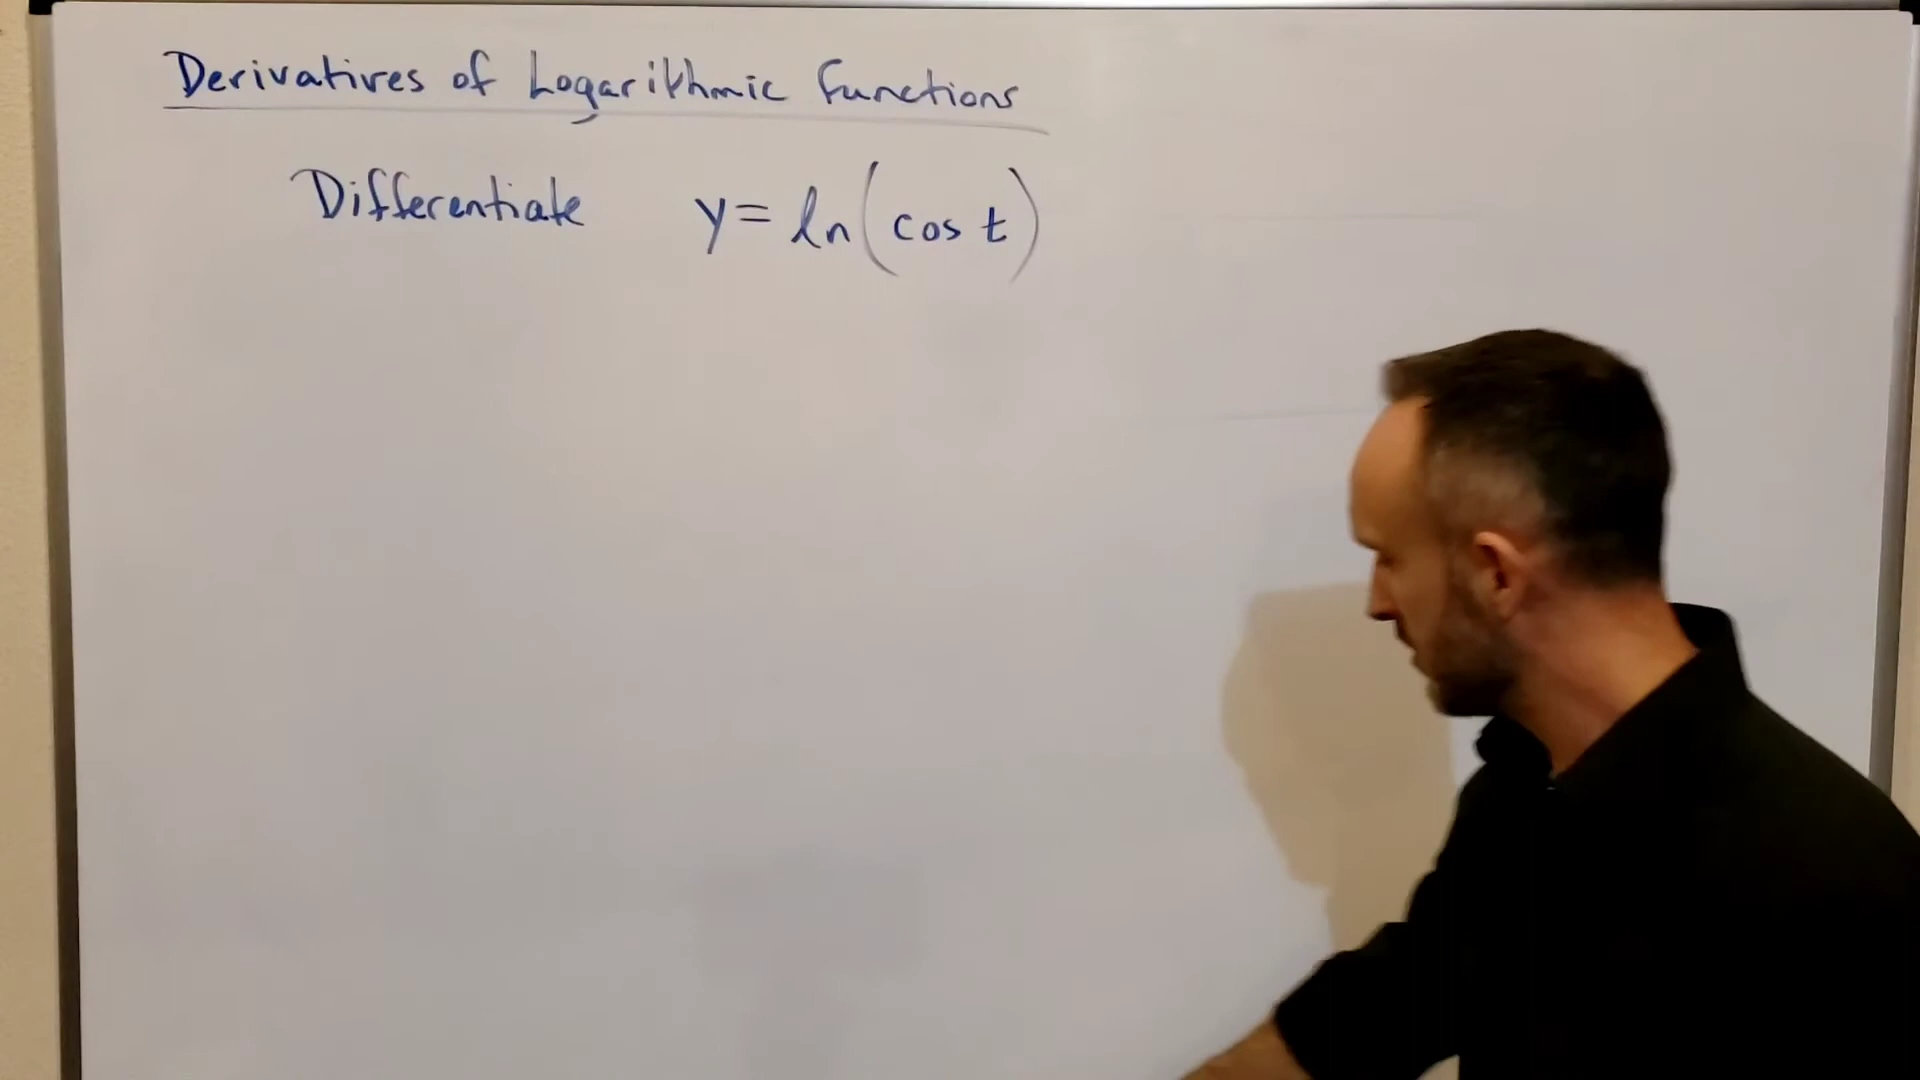 Derivatives of Logarithmic Functions
Differentiate y = ln(cos t)